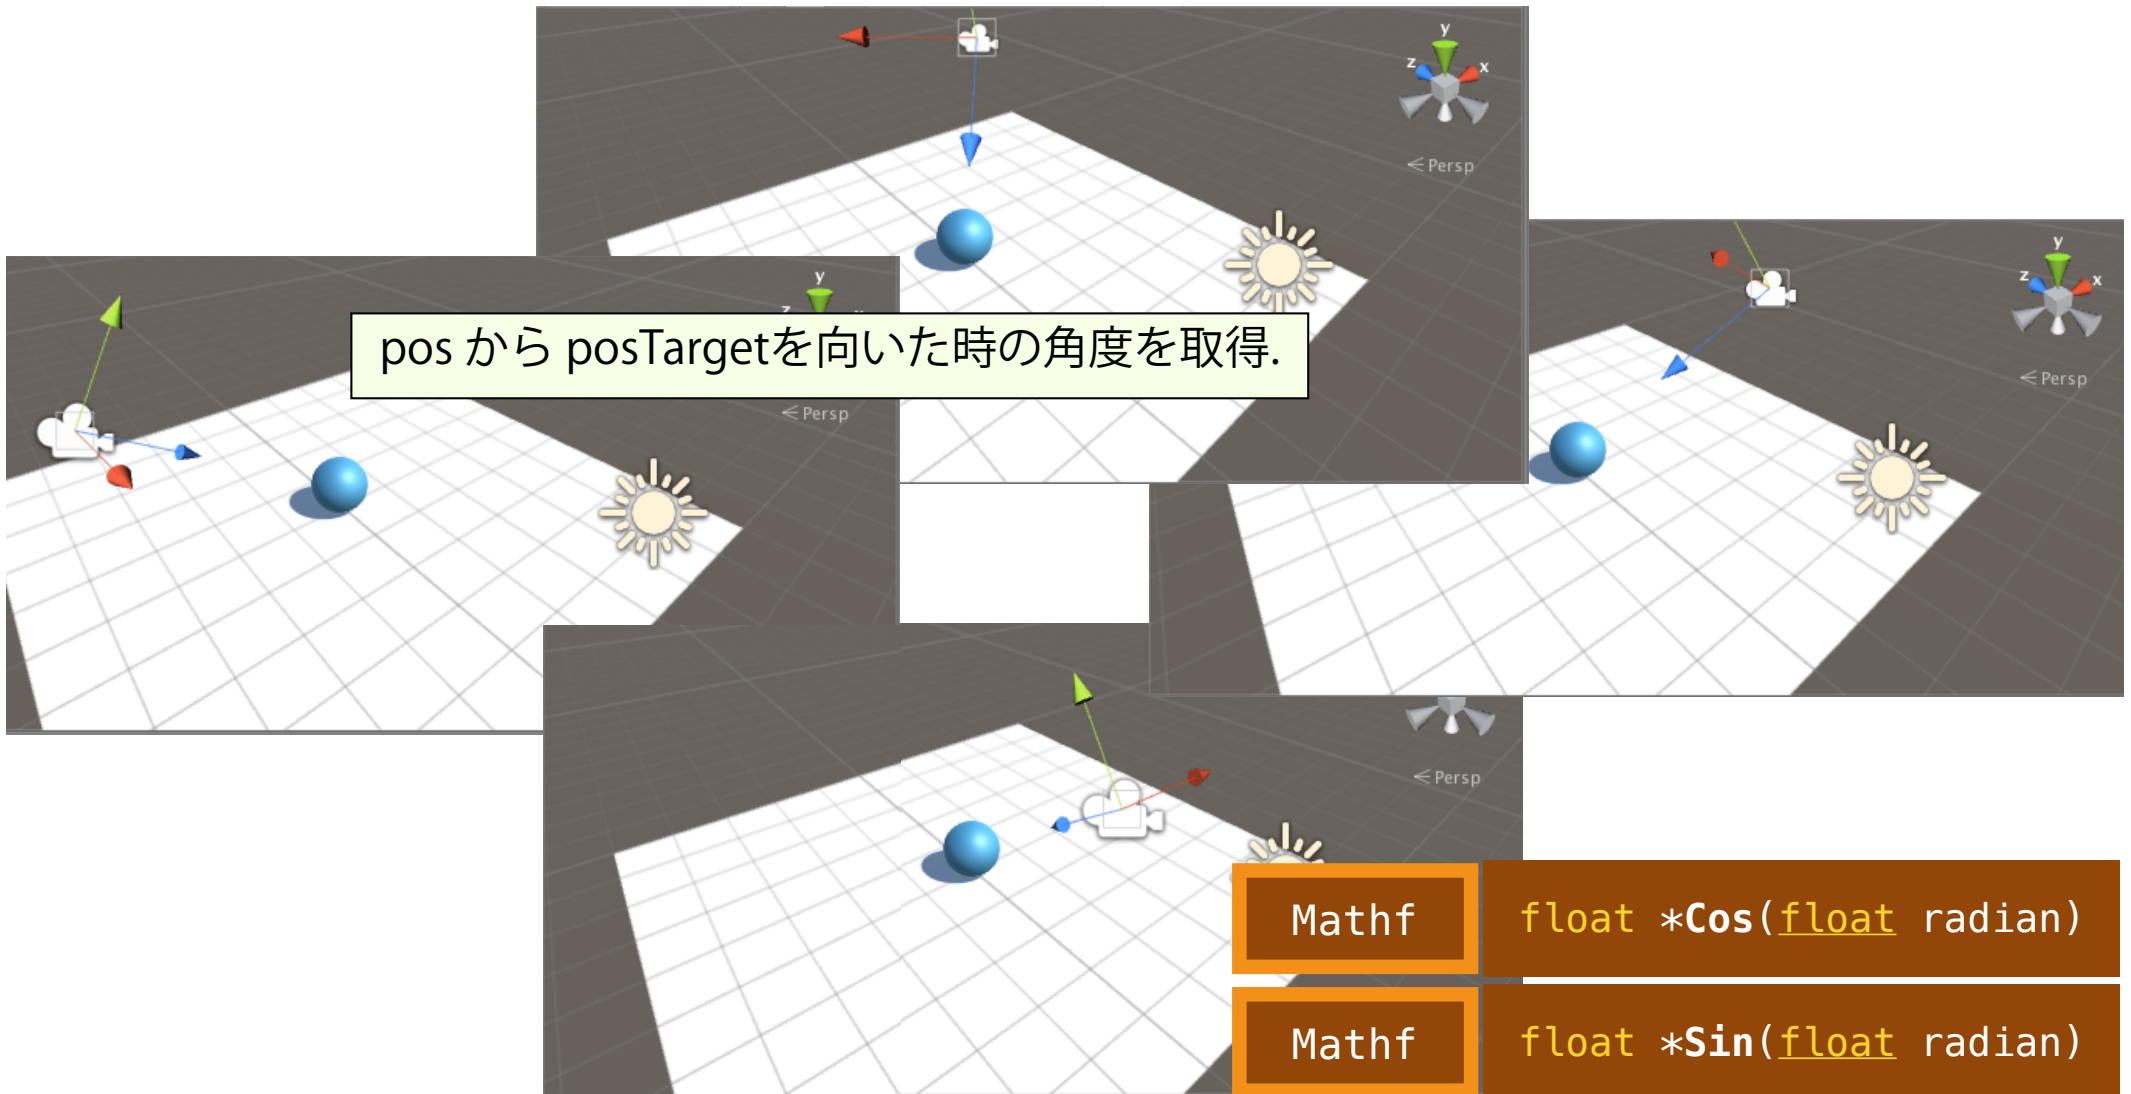 y
z
x
Persp
y
z
x
Persp
y
pos から posTargetを向いた時の角度を取得.
Persp
Persp
Mathf
float *Cos(float radian)
Mathf
float *Sin(float radian)